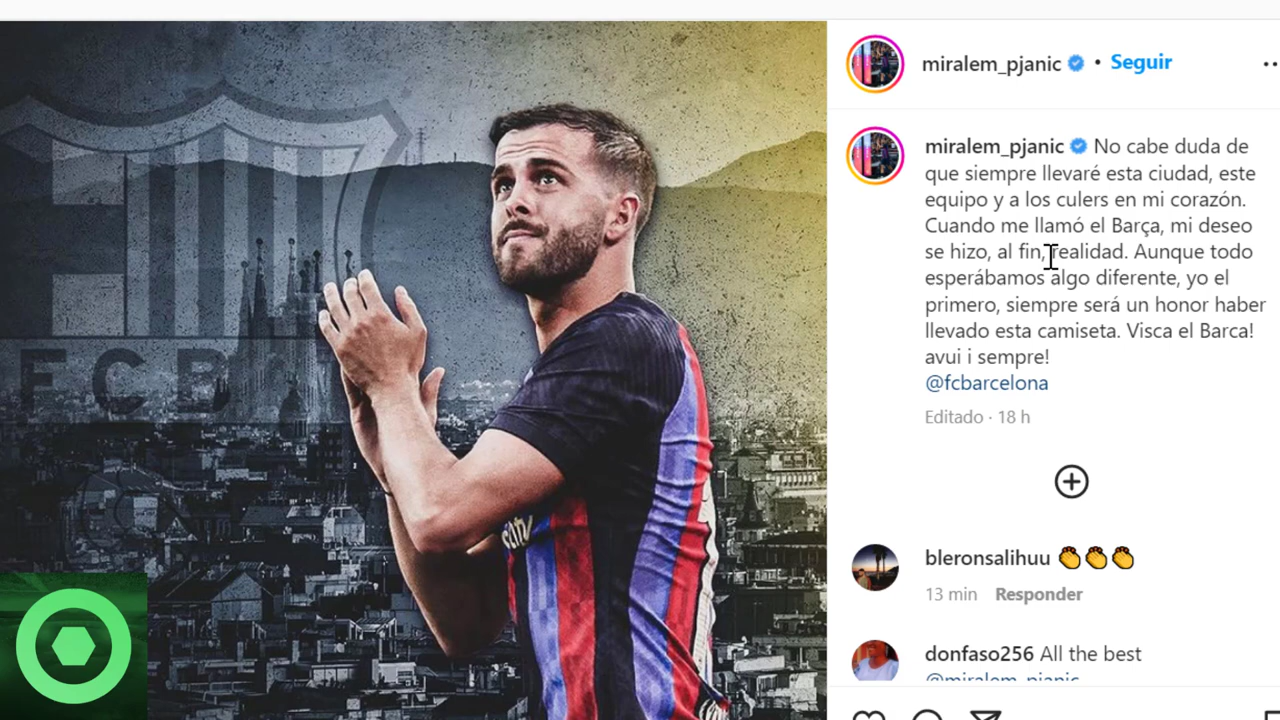 miralem_pjanic • Seguir
miralem_pjanic No cabe duda de
que siempre llevaré esta ciudad, este
equipo y a los culers en mi corazón.
Cuando me llamó el Barça, mi deseo
se hizo, al fin, realidad. Aunque todo
esperábamos algo diferente, yo el
primero, siempre será un honor haber
llevado esta camiseta. Visca el Barca!
avui i sempre!
@fcbarcelona
Editado · 18 h
bleronsalihuu 👏👏👏
13 min Responder
donfaso256 All the best
@miralem_pjanic
F C B